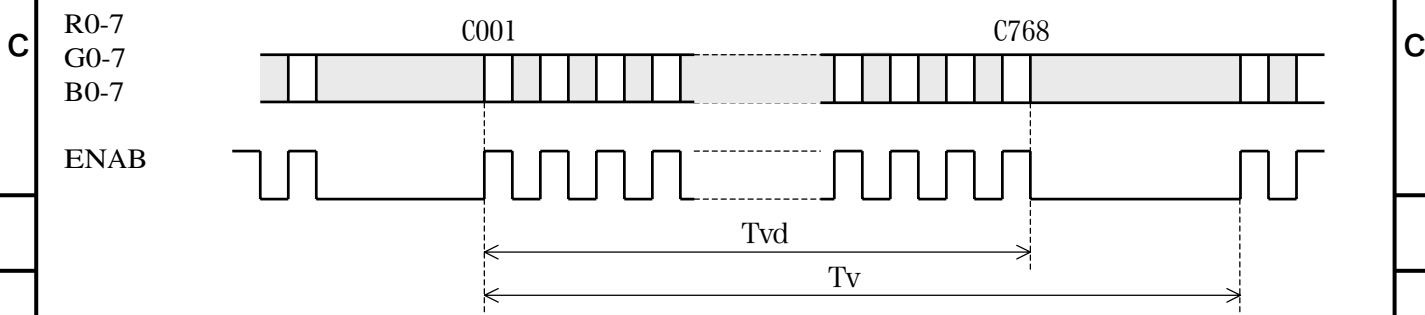 R0-7
C C001 C768 C
G0-7
B0-7
ENAB
Tvd
Tv